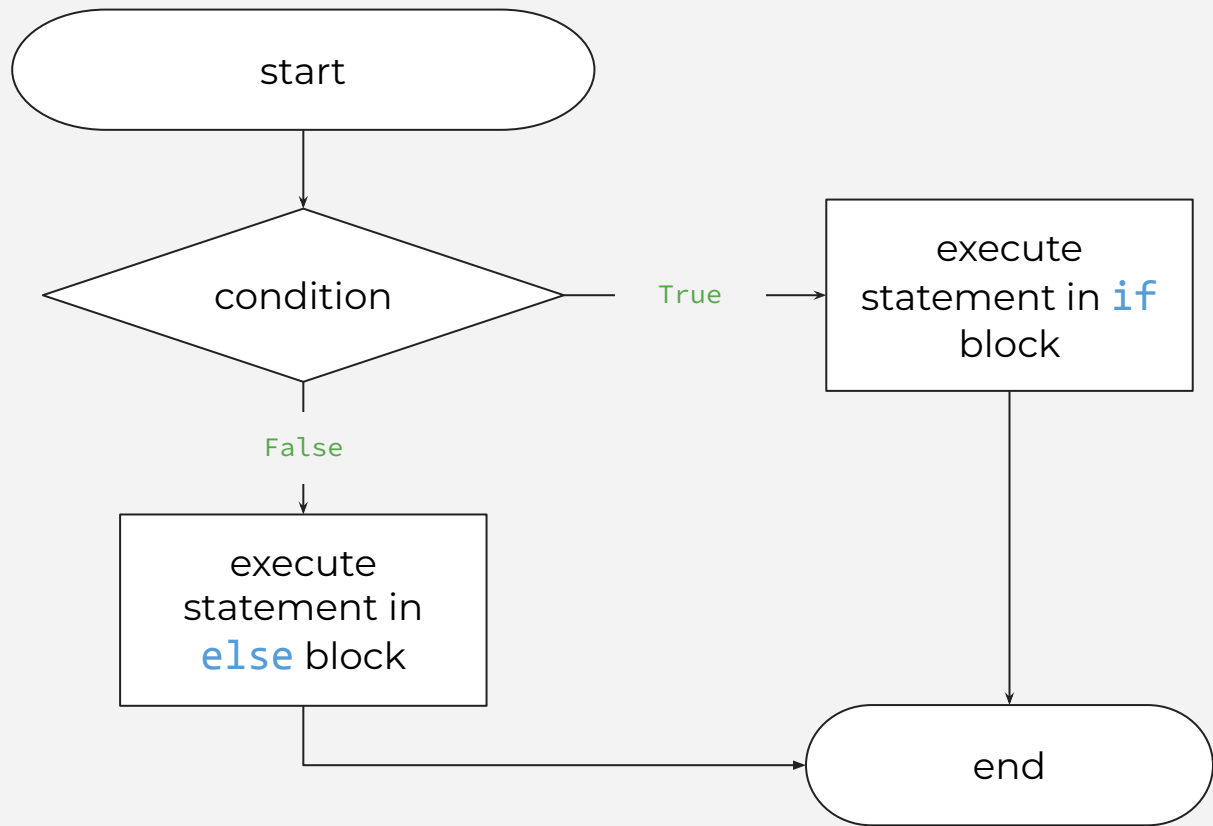 start
condition
True
execute
statement in if
block
False
execute
statement in
else block
end